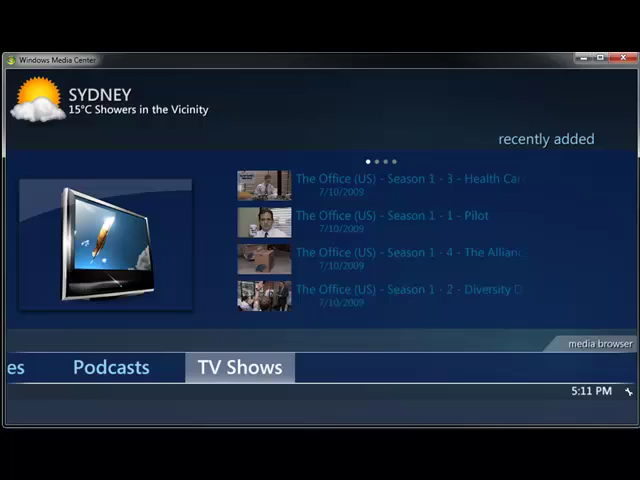 Windows Media Center
SYDNEY
15°C Showers in the Vicinity
recently added
The Office (US) - Season 1 - 3 - Health Car
7/10/2009
The Office (US) - Season 1 - 1 - Pilot
7/10/2009
The Office (US) - Season 1 - 4 - The Allian
7/10/2009
The Office (US) - Season 1 - 2 - Diversity D
7/10/2009
media browser
es Podcasts TV Shows
5:11 PM